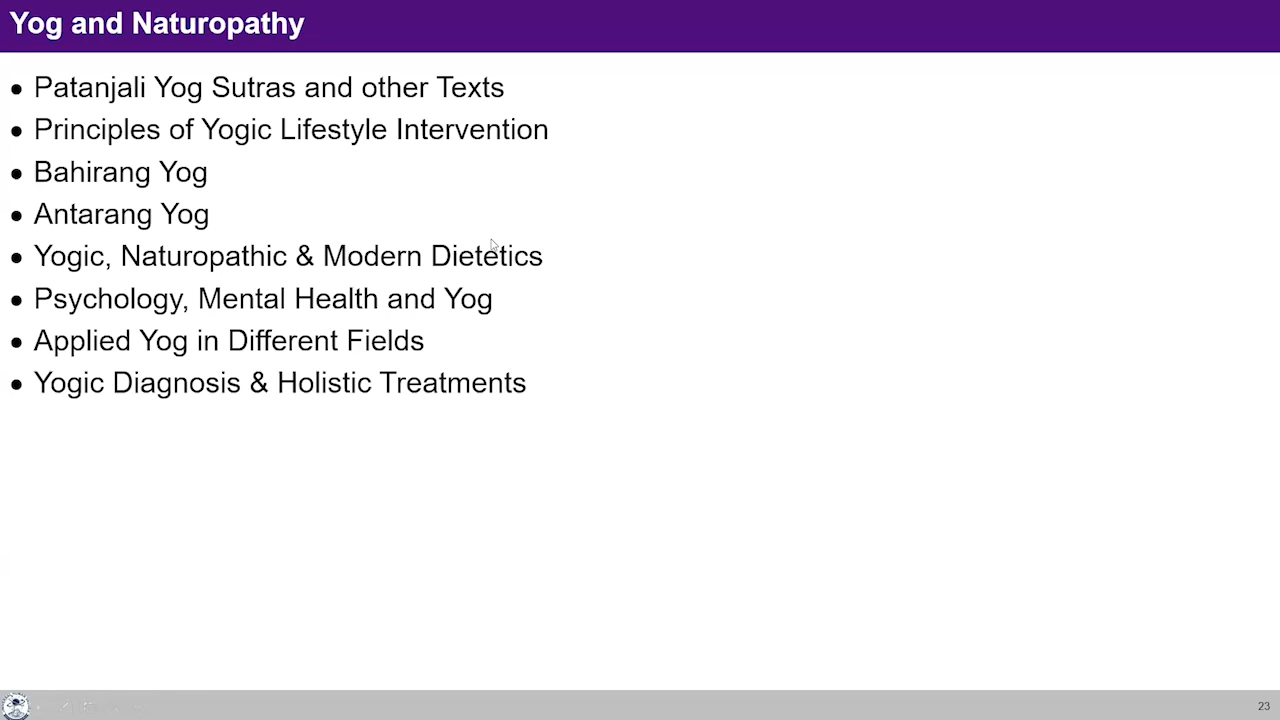 Yog and Naturopathy
• Patanjali Yog Sutras and other Texts
• Principles of Yogic Lifestyle Intervention
• Bahirang Yog
• Antarang Yog
• Yogic, Naturopathic & Modern Dietetics
• Psychology, Mental Health and Yog
• Applied Yog in Different Fields
• Yogic Diagnosis & Holistic Treatments
23